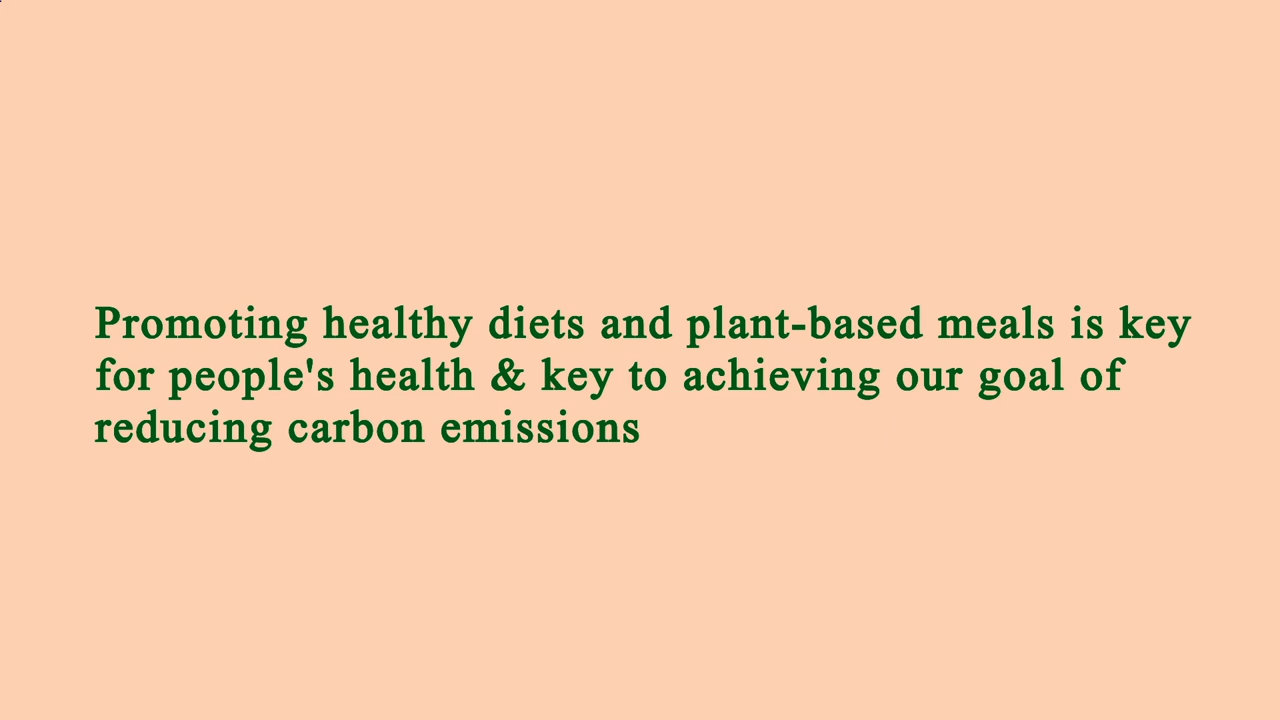 Promoting healthy diets and plant-based meals is key
for people's health & key to achieving our goal of
reducing carbon emissions